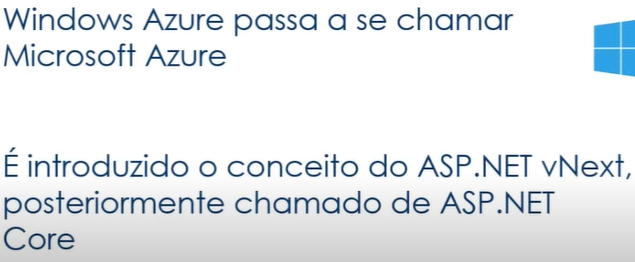 Windows Azure passa a se chamar
Microsoft Azure
É introduzido o conceito do ASP.NET vNext,
posteriormente chamado de ASP.NET
Core